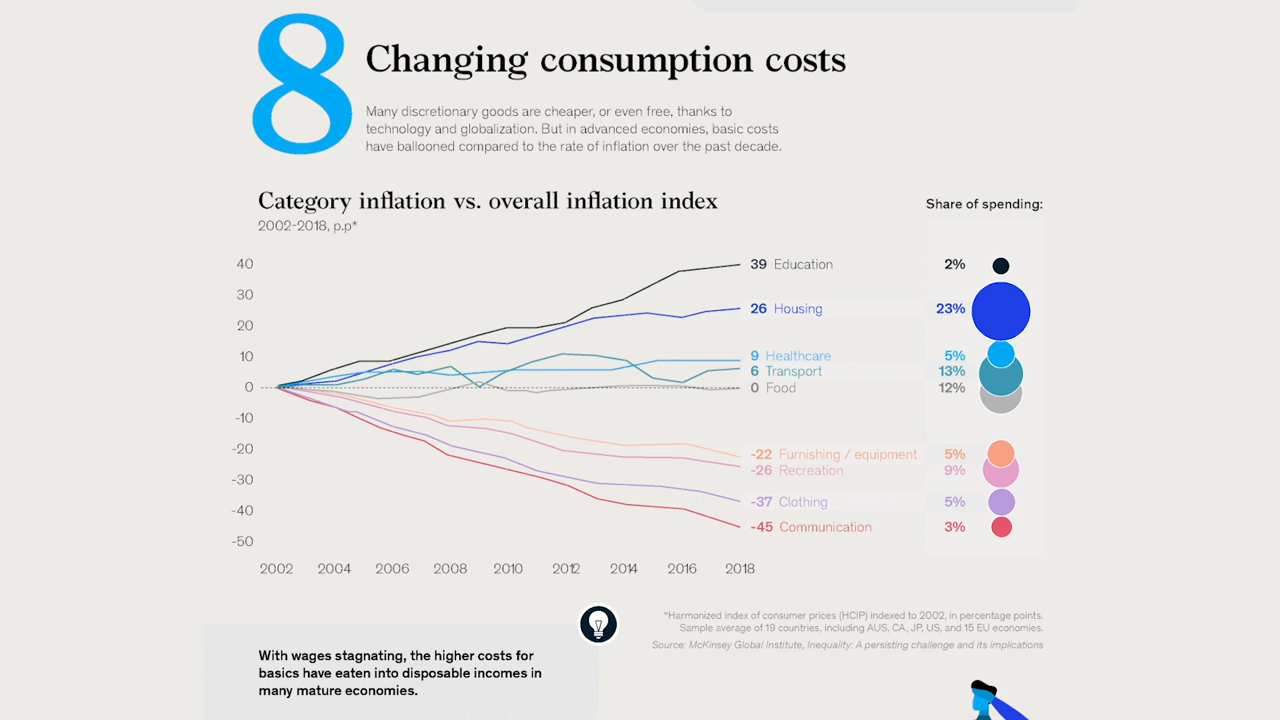 8
Changing consumption costs
Many discretionary goods are cheaper, or even free, thanks to
technology and globalization. But in advanced economies, basic costs
have ballooned compared to the rate of inflation over the past decade.
Category inflation vs. overall inflation index
2002-2018, p.p*
Share of spending:
40
30
20
10
0
-10
-20
-30
-40
-50
39 Education 2%
26 Housing 23%
9 Healthcare 5%
6 Transport 13%
0 Food 12%
-22 Furnishing / equipment 5%
-26 Recreation 9%
-37 Clothing 5%
-45 Communication 3%
2002 2004 2006 2008 2010 2012 2014 2016 2018
*Harmonized index of consumer prices (HCIP) indexed to 2002, in percentage points.
Sample average of 19 countries, including AUS, CA, JP, US, and 15 EU economies.
Source: McKinsey Global Institute, Inequality: A persisting challenge and its implications
With wages stagnating, the higher costs for
basics have eaten into disposable incomes in
many mature economies.